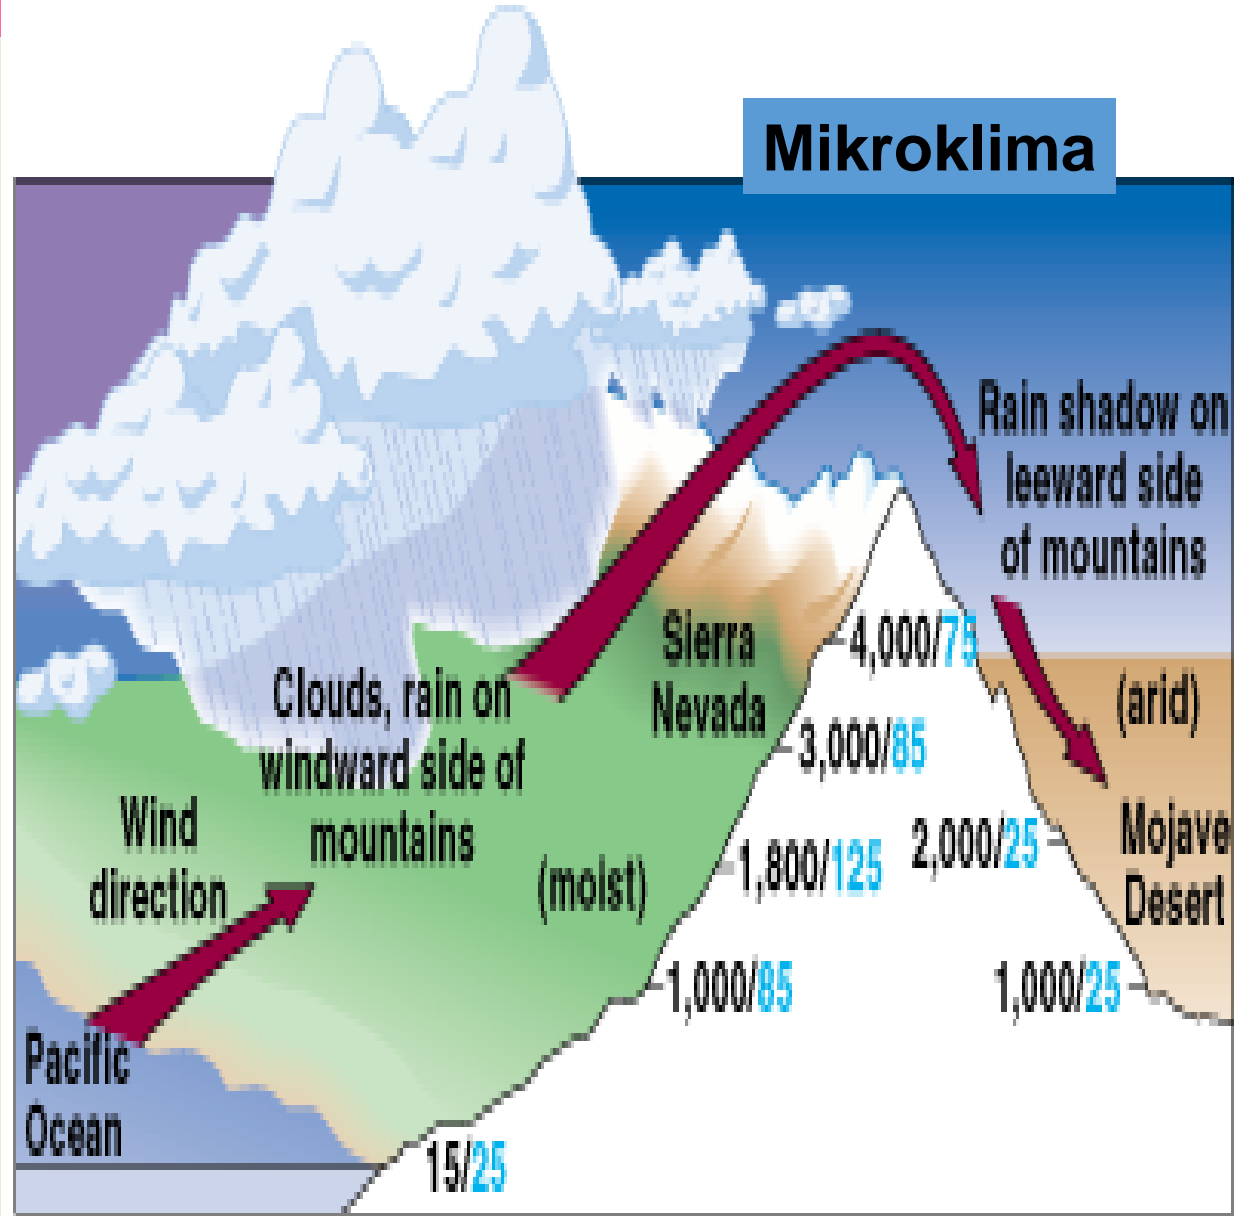 Mikroklima
Rain shadow on
leeward side
of mountains
Sierra
Nevada
4,000/75
(arid)
Clouds, rain on
windward side of
mountains
3,000/85
Wind
direction
(moist)
1,800/125
2,000/25
Mojave
Desert
1,000/85
1,000/25
Pacific
Ocean
15/25